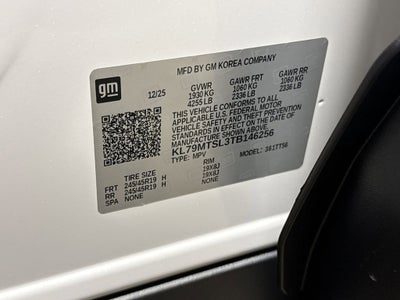 gm
MFD BY GM KOREA COMPANY
12/25 GVWR GAWR FRT GAWR RR
1930 KG 1060 KG 1060 KG
4255 LB 2336 LB 2336 LB
THIS VEHICLE CONFORMS TO ALL
APPLICABLE U.S. FEDERAL MOTOR
VEHICLE SAFETY AND THEFT PREVENTION
STANDARDS IN EFFECT ON THE DATE OF
MANUFACTURE SHOWN ABOVE.
KL79MTSL3TB146256
TYPE: MPV MODEL:
TIRE SIZE RIM
FRT 245/45R19 H 19X8J
RR 245/45R19 H 19X8J
SPA NONE NONE